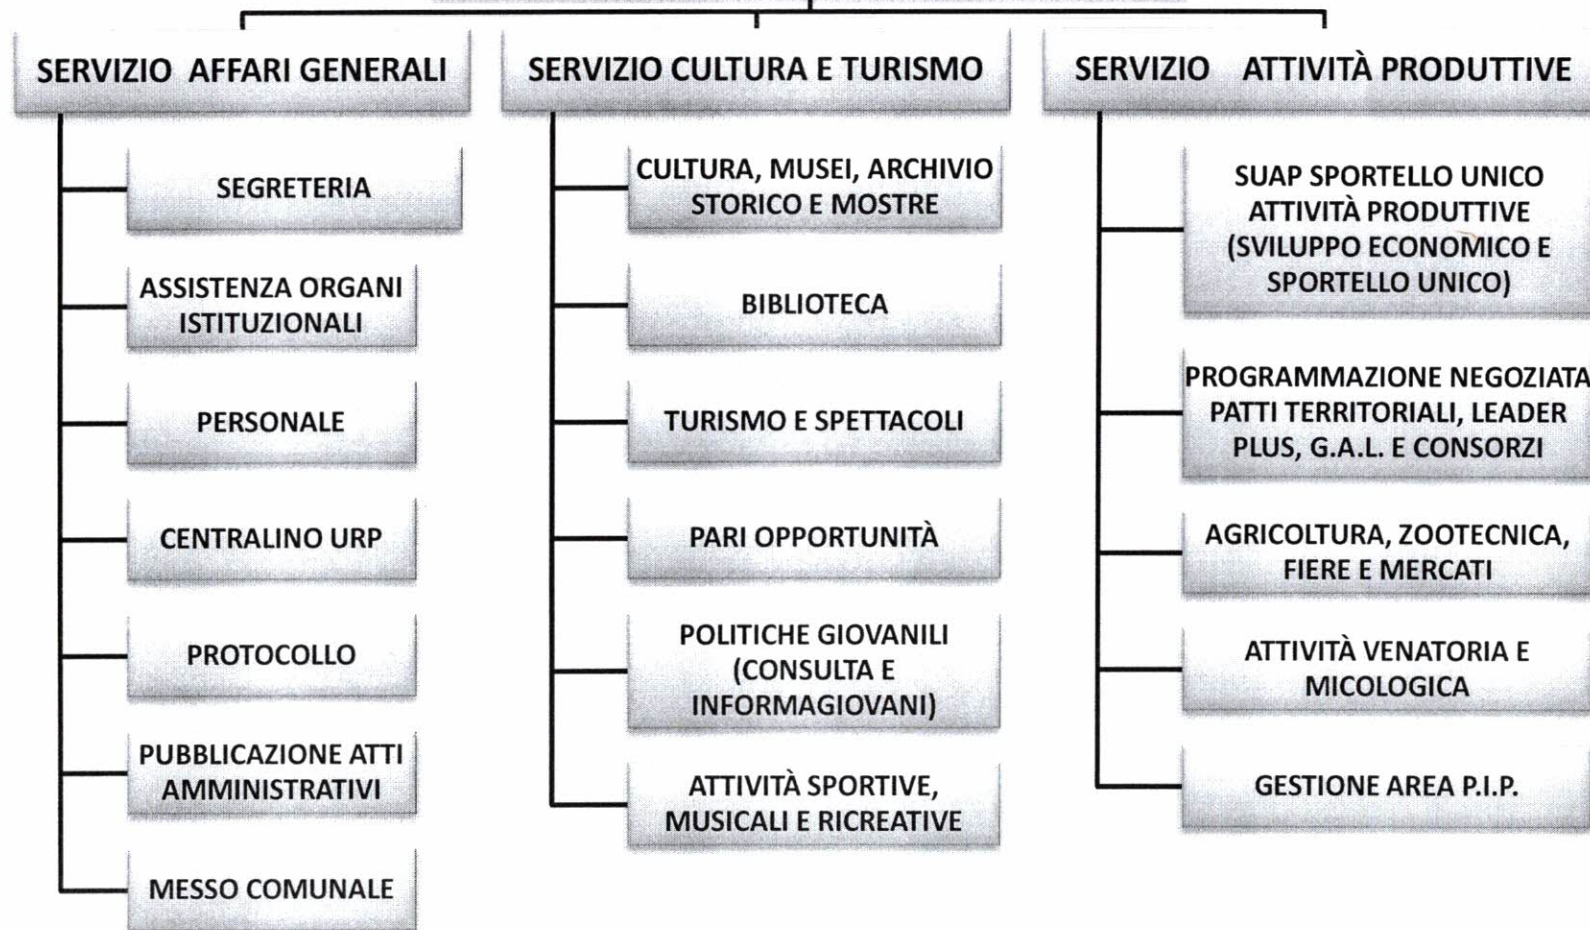 SERVIZIO AFFARI GENERALI
SEGRETERIA
ASSISTENZA ORGANI
ISTITUZIONALI
PERSONALE
CENTRALINO URP
PROTOCOLLO
PUBBLICAZIONE ATTI
AMMINISTRATIVI
MESSO COMUNALE
SERVIZIO CULTURA E TURISMO
CULTURA, MUSEI, ARCHIVIO
STORICO E MOSTRE
BIBLIOTECA
TURISMO E SPETTACOLI
PARI OPPORTUNITÀ
POLITICHE GIOVANILI
(CONSULTA E
INFORMAGIOVANI)
ATTIVITÀ SPORTIVE,
MUSICALI E RICREATIVE
SERVIZIO ATTIVITÀ PRODUTTIVE
SUAP SPORTELLO UNICO
ATTIVITÀ PRODUTTIVE
(SVILUPPO ECONOMICO E
SPORTELLO UNICO)
PROGRAMMAZIONE NEGOZIATA
PATTI TERRITORIALI, LEADER
PLUS, G.A.L. E CONSORZI
AGRICOLTURA, ZOOTECNICA,
FIERE E MERCATI
ATTIVITÀ VENATORIA E
MICOLOGICA
GESTIONE AREA P.I.P.